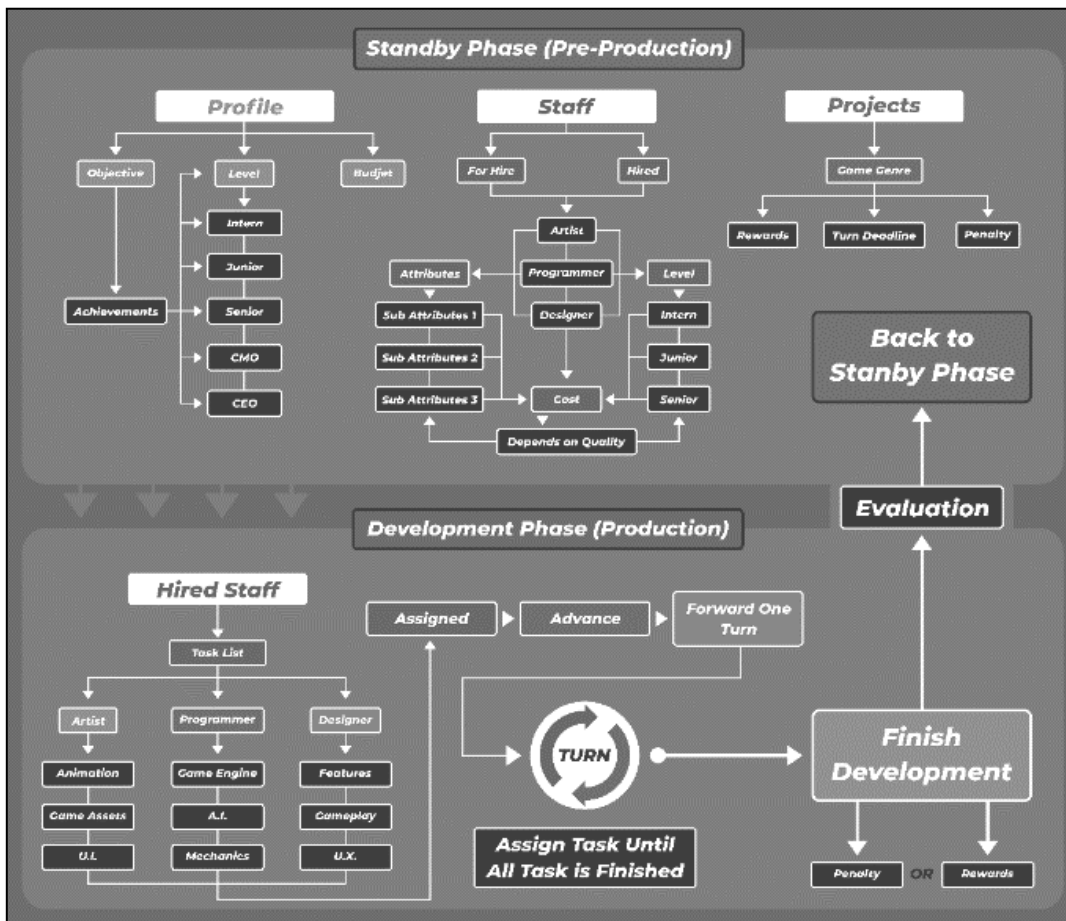 Standby Phase (Pre-Production)
Profile
Staff
Projects
Objective
Level
Budjet
For Hire
Hired
Game Genre
Intern
Junior
Achievements
Senior
CMO
CEO
Artist
Attributes
Programmer
Level
Sub Attributes 1
Designer
Intern
Sub Attributes 2
Junior
Sub Attributes 3
Cost
Senior
Depends on Quality
Rewards
Turn Deadline
Penalty
Back to
Stanby Phase
Evaluation
Development Phase (Production)
Hired Staff
Task List
Artist
Programmer
Designer
Animation
Game Engine
Features
Game Assets
A.I.
Gameplay
U.I.
Mechanics
U.X.
Assigned
Advance
Forward One
Turn
TURN
Assign Task Until
All Task is Finished
Finish
Development
Penalty
OR
Rewards